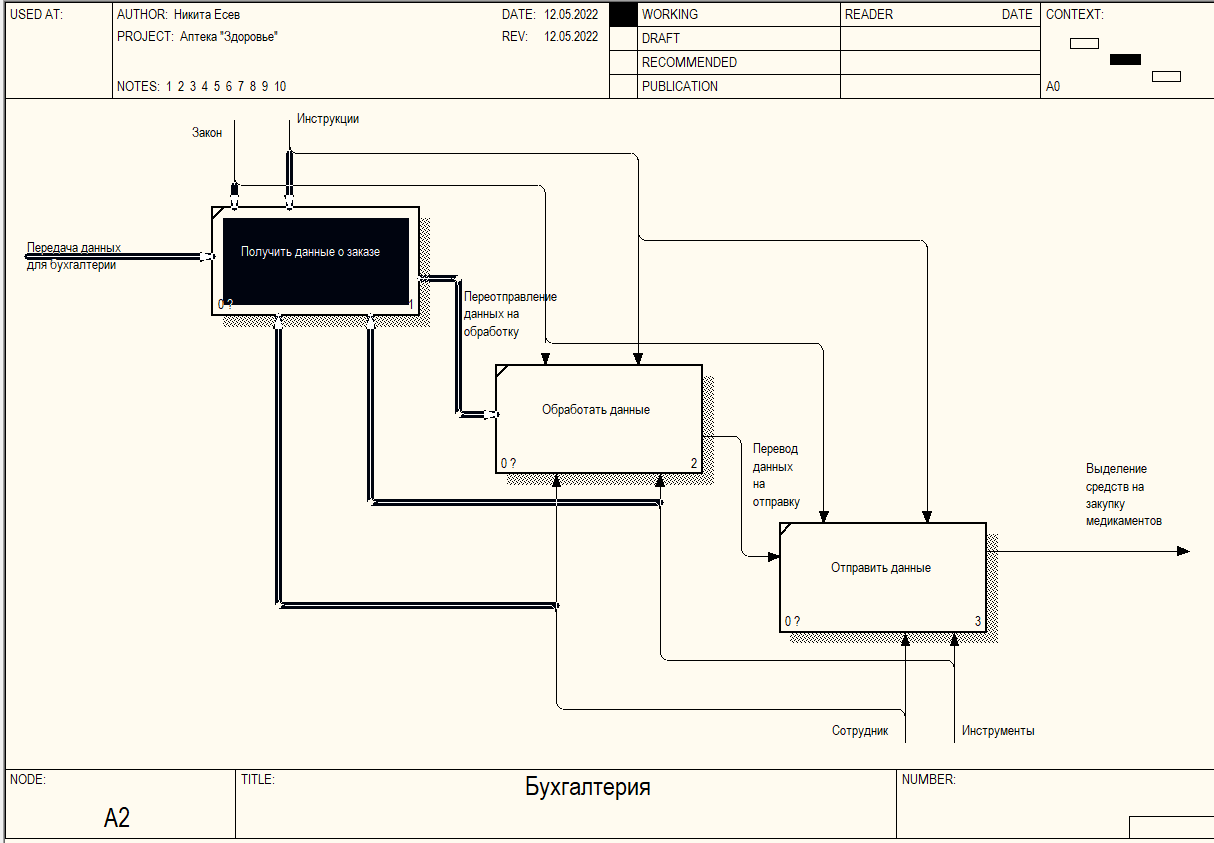 USED AT:
AUTHOR: Никита Есев
DATE: 12.05.2022
PROJECT: Аптека "Здоровье"
REV: 12.05.2022
NOTES: 1 2 3 4 5 6 7 8 9 10
WORKING
DRAFT
RECOMMENDED
PUBLICATION
READER DATE
CONTEXT:
A0
Закон
Инструкции
Передача данных
для бухгалтерии
Получить данные о заказе
0 ? 1
Переотправление
данных на
обработку
Обработать данные
0 ? 2
Перевод
данных
на
отправку
Отправить данные
0 ? 3
Выделение
средств на
закупку
медикаментов
Сотрудник
Инструменты
NODE:
A2
TITLE:
Бухгалтерия
NUMBER: